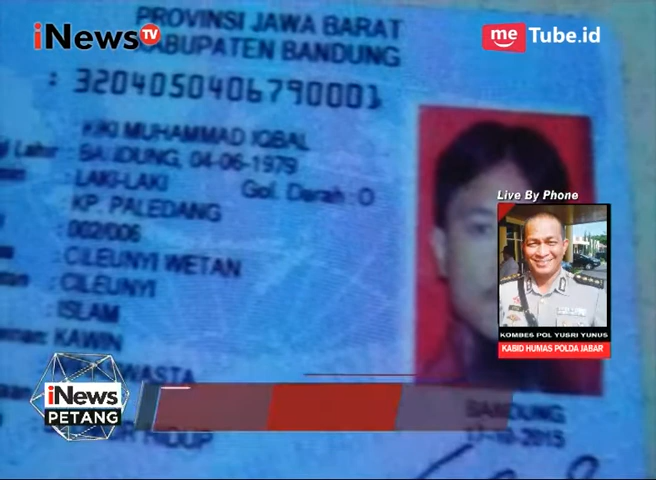 iNews TV
me Tube.id
PROVINSI JAWA BARAT
KABUPATEN BANDUNG
: 3204050406790001
KIKI MUHAMMAD IQBAL
Lahir : BANDUNG, 04-06-1979
: LAKI-LAKI Gol. Darah : O
: KP. PALEDANG
: 002/006
: CILEUNYI WETAN
: CILEUNYI
: ISLAM
: KAWIN
HIDUP
BANDUNG
Live By Phone
KOMBES POL YUSRI YUNUS
KABID HUMAS POLDA JABAR
iNews
PETANG